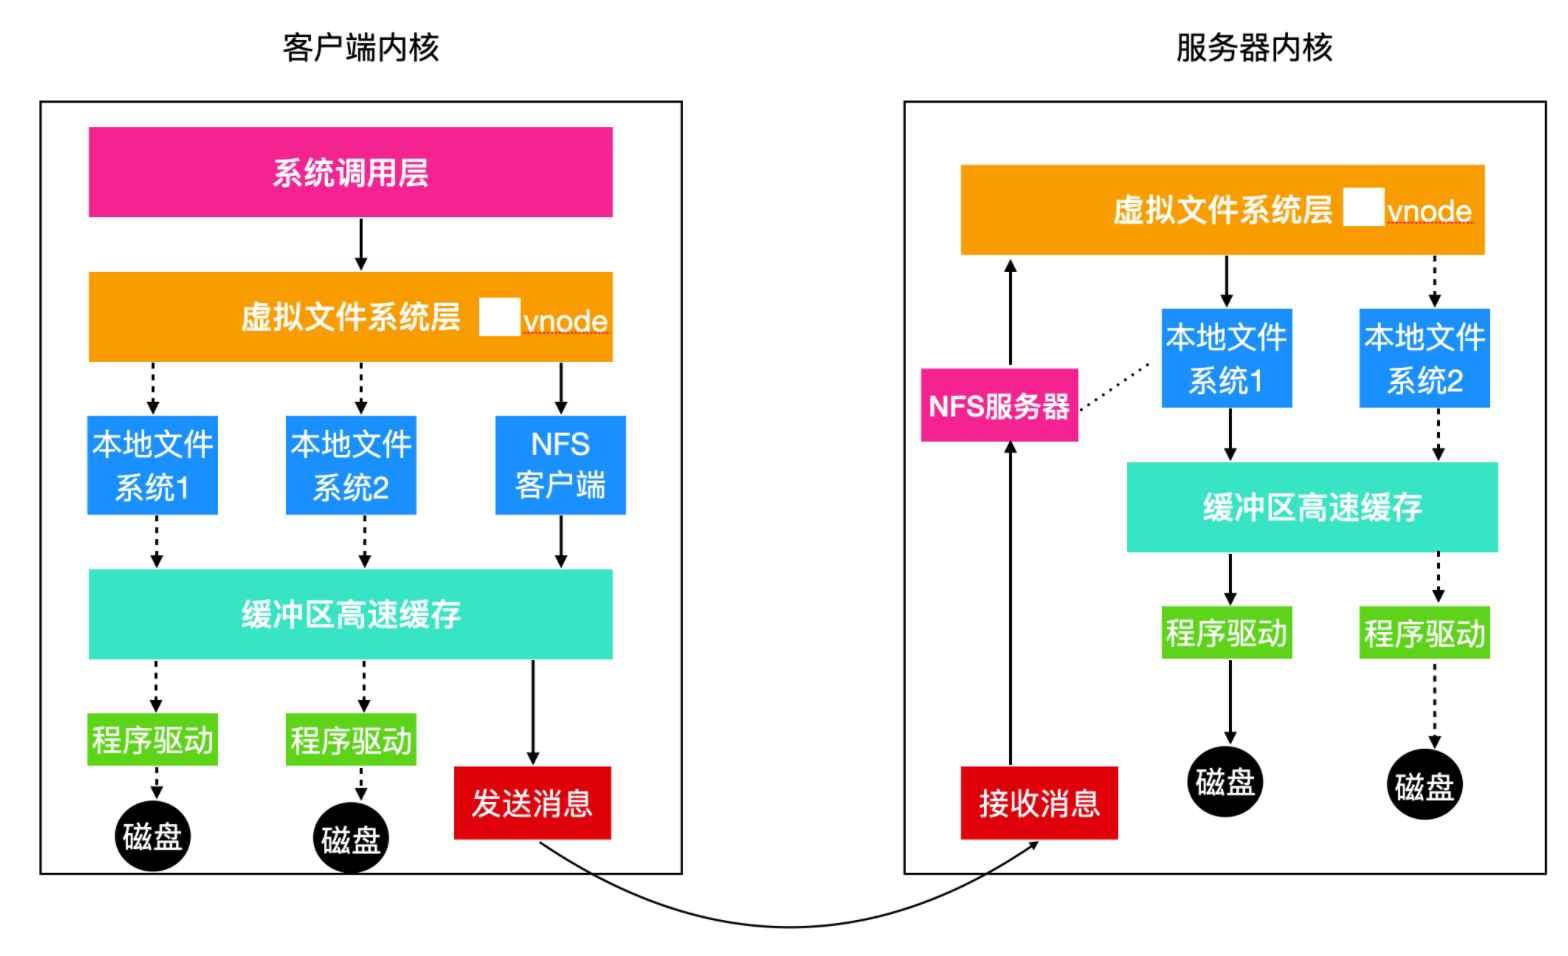 客户端内核
系统调用层
虚拟文件系统层 vnode
本地文件
系统1
本地文件
系统2
NFS
客户端
缓冲区高速缓存
程序驱动
程序驱动
磁盘
磁盘
发送消息
服务器内核
虚拟文件系统层 vnode
NFS服务器
本地文件
系统1
本地文件
系统2
缓冲区高速缓存
程序驱动
程序驱动
磁盘
磁盘
接收消息